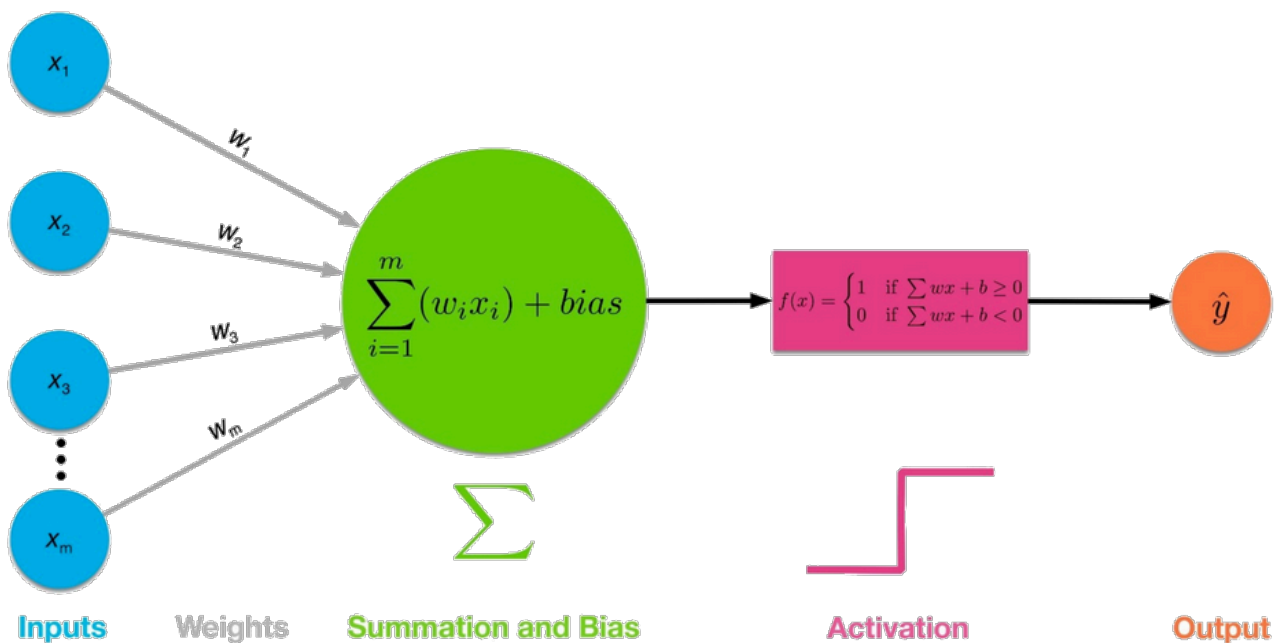 x₁
w₁
x₂
w₂
x₃
w₃
xₘ
wₘ
m
∑(wᵢxᵢ) + bias
i=1
f(x) = {1 if ∑ wx + b ≥ 0
0 if ∑ wx + b < 0
ŷ
∑
Inputs Weights Summation and Bias Activation Output